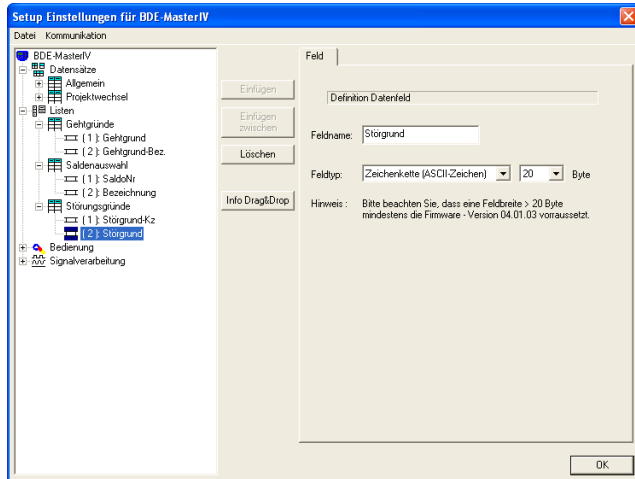 Setup Einstellungen für BDE-MasterIV
Datei Kommunikation
BDE-MasterIV
Datensätze
Allgemein
Projektwechsel
Listen
Gehtgründe
( 1 ): Gehtgrund
( 2 ): Gehtgrund-Bez.
Saldenauswahl
( 1 ): SaldoNr
( 2 ): Bezeichnung
Störungsgründe
( 1 ): Störgrund-Kz
( 2 ): Störgrund
Bedienung
Signalverarbeitung
Einfügen
Einfügen
zwischen
Löschen
Info Drag&Drop
Feld
Definition Datenfeld
Feldname: Störgrund
Feldtyp: Zeichenkette (ASCII-Zeichen) 20 Byte
Hinweis : Bitte beachten Sie, dass eine Feldbreite > 20 Byte
mindestens die Firmware - Version 04.01.03 vorraussetzt.
OK